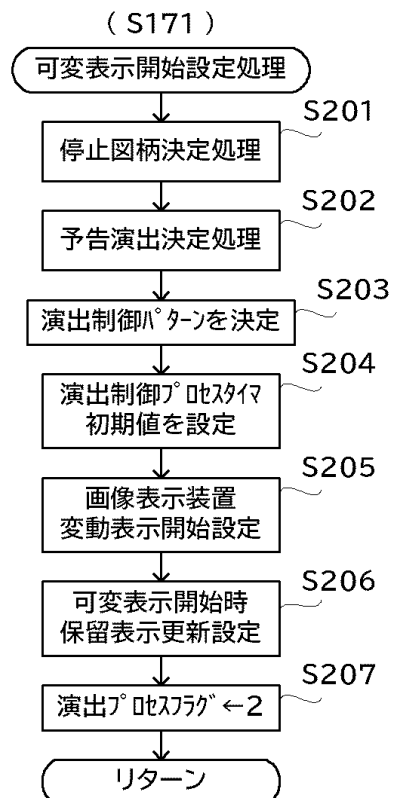 (S171)
可変表示開始設定処理
S201
停止図柄決定処理
S202
予告演出決定処理
S203
演出制御ﾊﾟﾀｰﾝを決定
S204
演出制御ﾌﾟﾛｾｽﾀｲﾏ
初期値を設定
S205
画像表示装置
変動表示開始設定
S206
可変表示開始時
保留表示更新設定
S207
演出ﾌﾟﾛｾｽﾌﾗｸﾞ←2
リターン